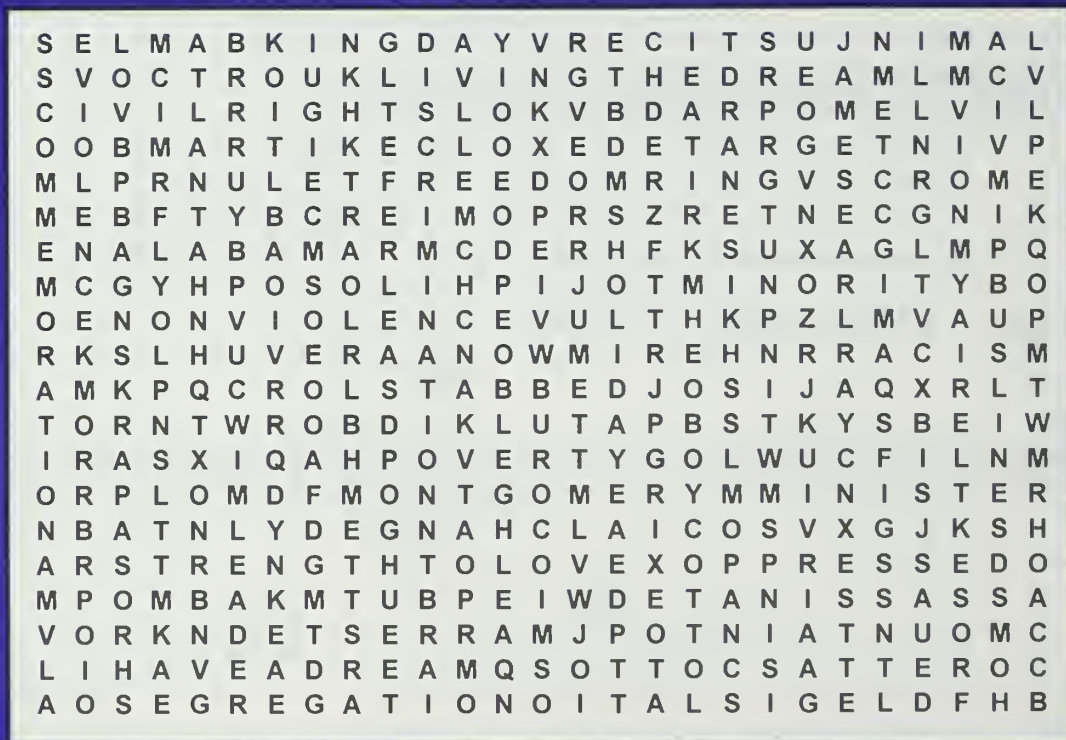 S E L M A B K I N G D A Y V R E C I T S U J N I M A L
S V O C T R O U K L I V I N G T H E D R E A M L M C V
C I V I L R I G H T S L O K V B D A R P O M E L V I L
O O B M A R T I K E C L O X E D E T A R G E T N I V P
M L P R N U L E T F R E E D O M R I N G V S C R O M E
M E B F T Y B C R E I M O P R S Z R E T N E C G N I K
E N A L A B A M A R M C D E R H F K S U X A G L M P Q
M C G Y H P O S O L I H P I J O T M I N O R I T Y B O
O E N O N V I O L E N C E V U L T H K P Z L M V A U P
R K S L H U V E R A A N O W M I R E H N R R A C I S M
A M K P Q C R O L S T A B B E D J O S I J A Q X R L T
T O R N T W R O B D I K L U T A P B S T K Y S B E I W
I R A S X I Q A H P O V E R T Y G O L W U C F I L N M
O R P L O M D F M O N T G O M E R Y M M I N I S T E R
N B A T N L Y D E G N A H C L A I C O S V X G J K S H
A R S T R E N G T H T O L O V E X O P P R E S S E D O
M P O M B A K M T U B P E I W D E T A N I S S A S S A
V O R K N D E T S E R R A M J P O T N I A T N U O M C
L I H A V E A D R E A M Q S O T T O C S A T T E R O C
A O S E G R E G A T I O N O I T A L S I G E L D F H B